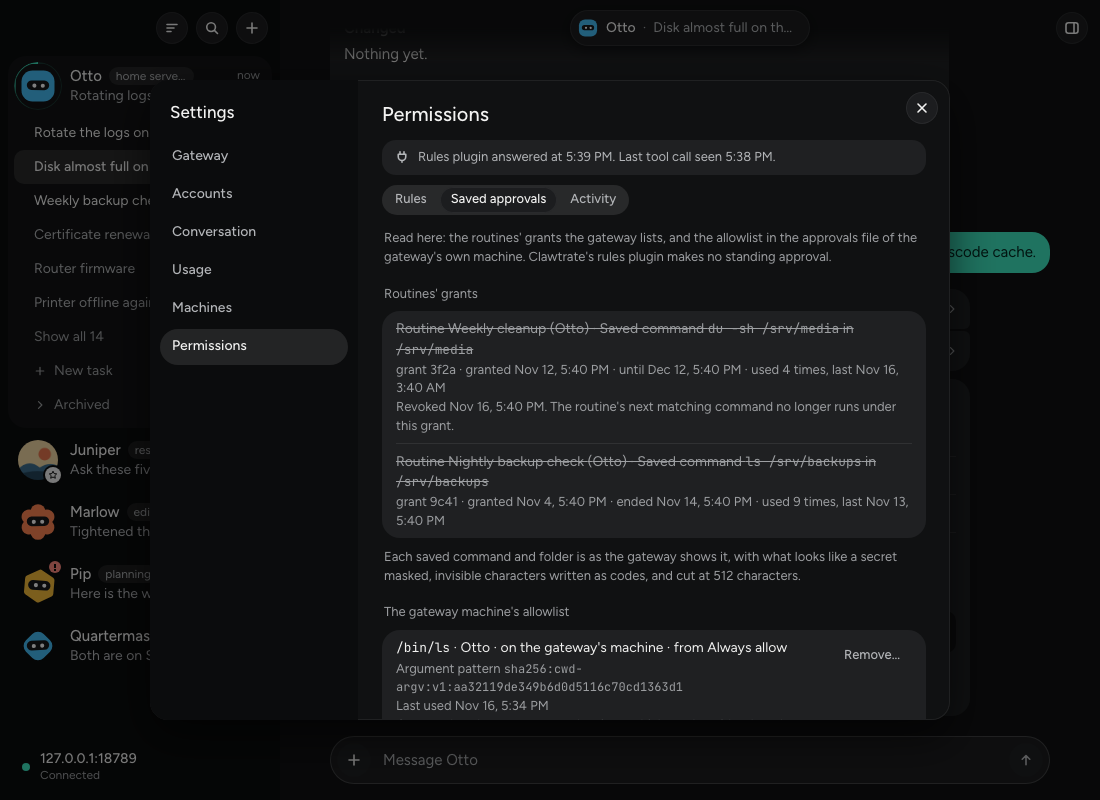 Otto · Disk almost full on th…
Nothing yet.
Otto home serve… now
Rotating logs
Rotate the logs on
Disk almost full on
Weekly backup che
Certificate renewa
Router firmware
Printer offline again
Show all 14
New task
Archived
Juniper res
Ask these fiv
Marlow edi
Tightened th
Pip planning
Here is the w
Quartermas
Both are on S
127.0.0.1:18789
Connected
Settings
Gateway
Accounts
Conversation
Usage
Machines
Permissions
Permissions
Rules plugin answered at 5:39 PM. Last tool call seen 5:38 PM.
Rules Saved approvals Activity
Read here: the routines' grants the gateway lists, and the allowlist in the approvals file of the
gateway's own machine. Clawtrate's rules plugin makes no standing approval.
Routines' grants
Routine Weekly cleanup (Otto) · Saved command du -sh /srv/media in
/srv/media
grant 3f2a · granted Nov 12, 5:40 PM · until Dec 12, 5:40 PM · used 4 times, last Nov 16,
3:40 AM
Revoked Nov 16, 5:40 PM. The routine's next matching command no longer runs under
this grant.
Routine Nightly backup check (Otto) · Saved command ls /srv/backups in
/srv/backups
grant 9c41 · granted Nov 4, 5:40 PM · ended Nov 14, 5:40 PM · used 9 times, last Nov 13,
5:40 PM
Each saved command and folder is as the gateway shows it, with what looks like a secret
masked, invisible characters written as codes, and cut at 512 characters.
The gateway machine's allowlist
/bin/ls · Otto · on the gateway's machine · from Always allow
Remove…
Argument pattern sha256:cwd-
argv:v1:aa32119de349b6d0d5116c70cd1363d1
Last used Nov 16, 5:34 PM
scode cache.
Message Otto